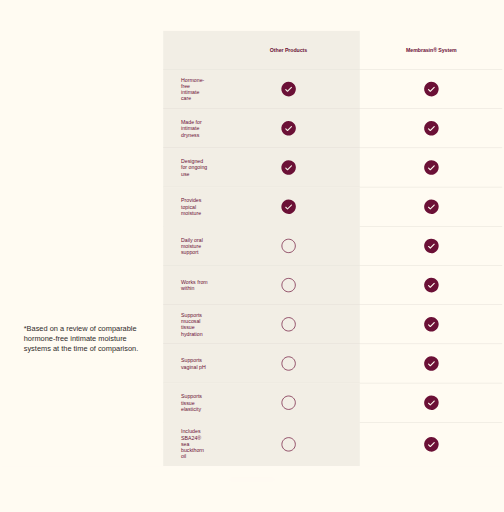 Other Products
Membrasin® System
Hormone-
free
intimate
care
Made for
intimate
dryness
Designed
for ongoing
use
Provides
topical
moisture
Daily oral
moisture
support
Works from
within
Supports
mucosal
tissue
hydration
Supports
vaginal pH
Supports
tissue
elasticity
Includes
SBA24®
sea
buckthorn
oil
*Based on a review of comparable
hormone-free intimate moisture
systems at the time of comparison.